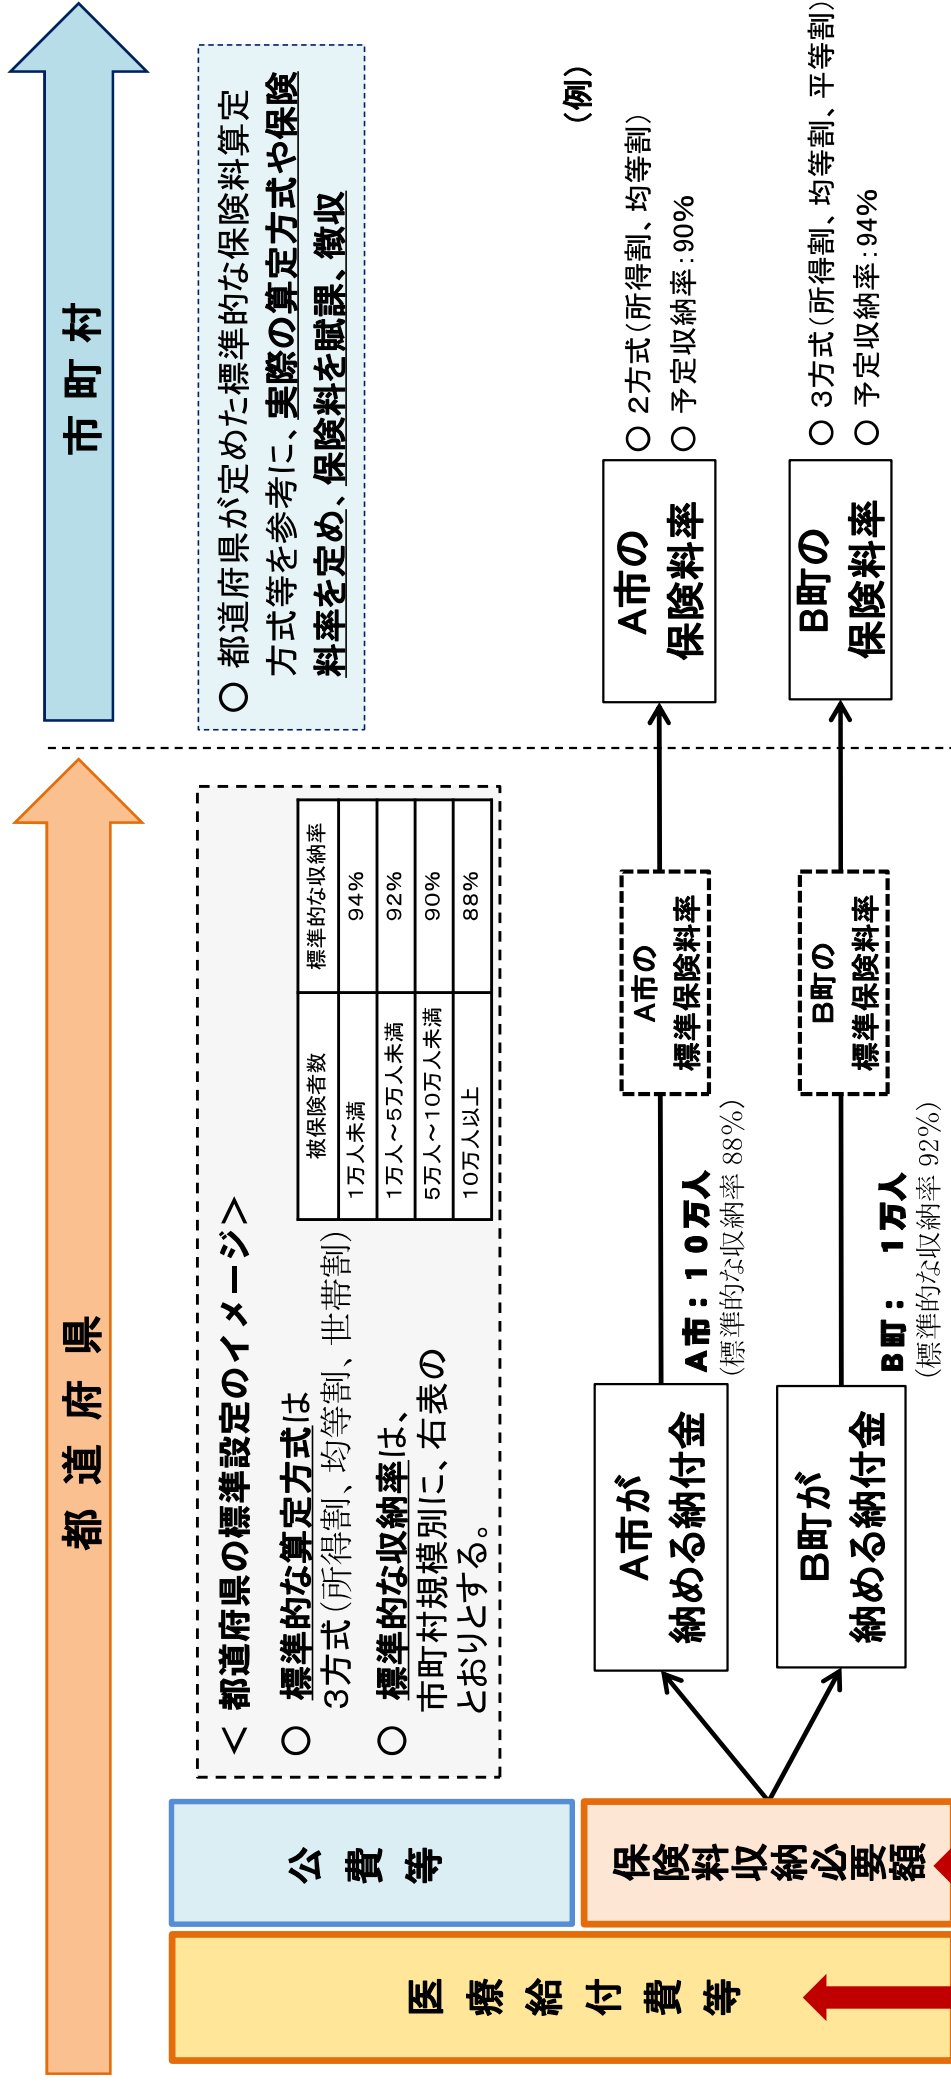 都道府県
市町村
＜都道府県の標準設定のイメージ＞
○ 標準的な算定方式は
3方式（所得割、均等割、世帯割）
○ 標準的な収納率は、
市町村規模別に、右表の
とおりとする。
被保険者数 標準的な収納率
1万人未満 94%
1万人～5万人未満 92%
5万人～10万人未満 90%
10万人以上 88%
○ 都道府県が定めた標準的な保険料算定
方式等を参考に、実際の算定方式や保険
料率を定め、保険料を賦課、徴収
公費等
保険料収納必要額
医療給付費等
（例）
A市が
納める納付金
A市：10万人
(標準的な収納率 88%)
A市の
標準保険料率
A市の
保険料率
○ 2方式（所得割、均等割）
○ 予定収納率：90%
B町が
納める納付金
B町： 1万人
(標準的な収納率 92%)
B町の
標準保険料率
B町の
保険料率
○ 3方式（所得割、均等割、平等割）
○ 予定収納率：94%